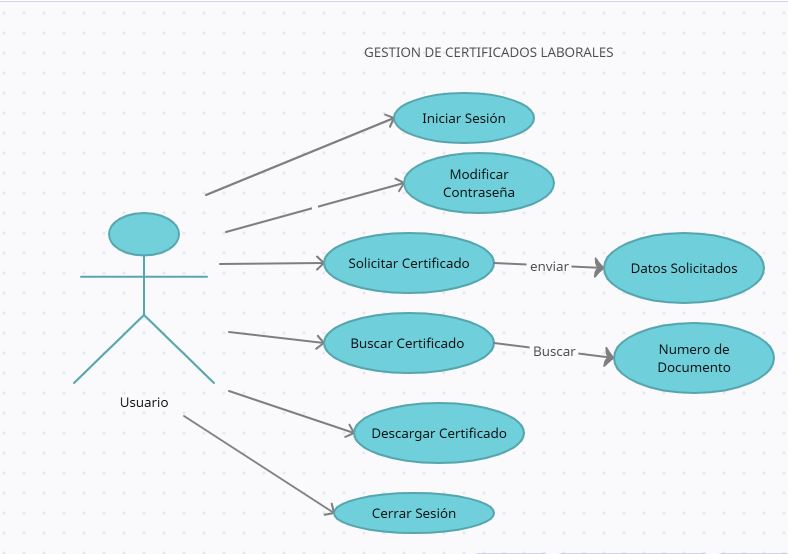 GESTION DE CERTIFICADOS LABORALES
Iniciar Sesión
Modificar
Contraseña
Solicitar Certificado
enviar
Datos Solicitados
Buscar Certificado
Buscar
Numero de
Documento
Usuario
Descargar Certificado
Cerrar Sesión